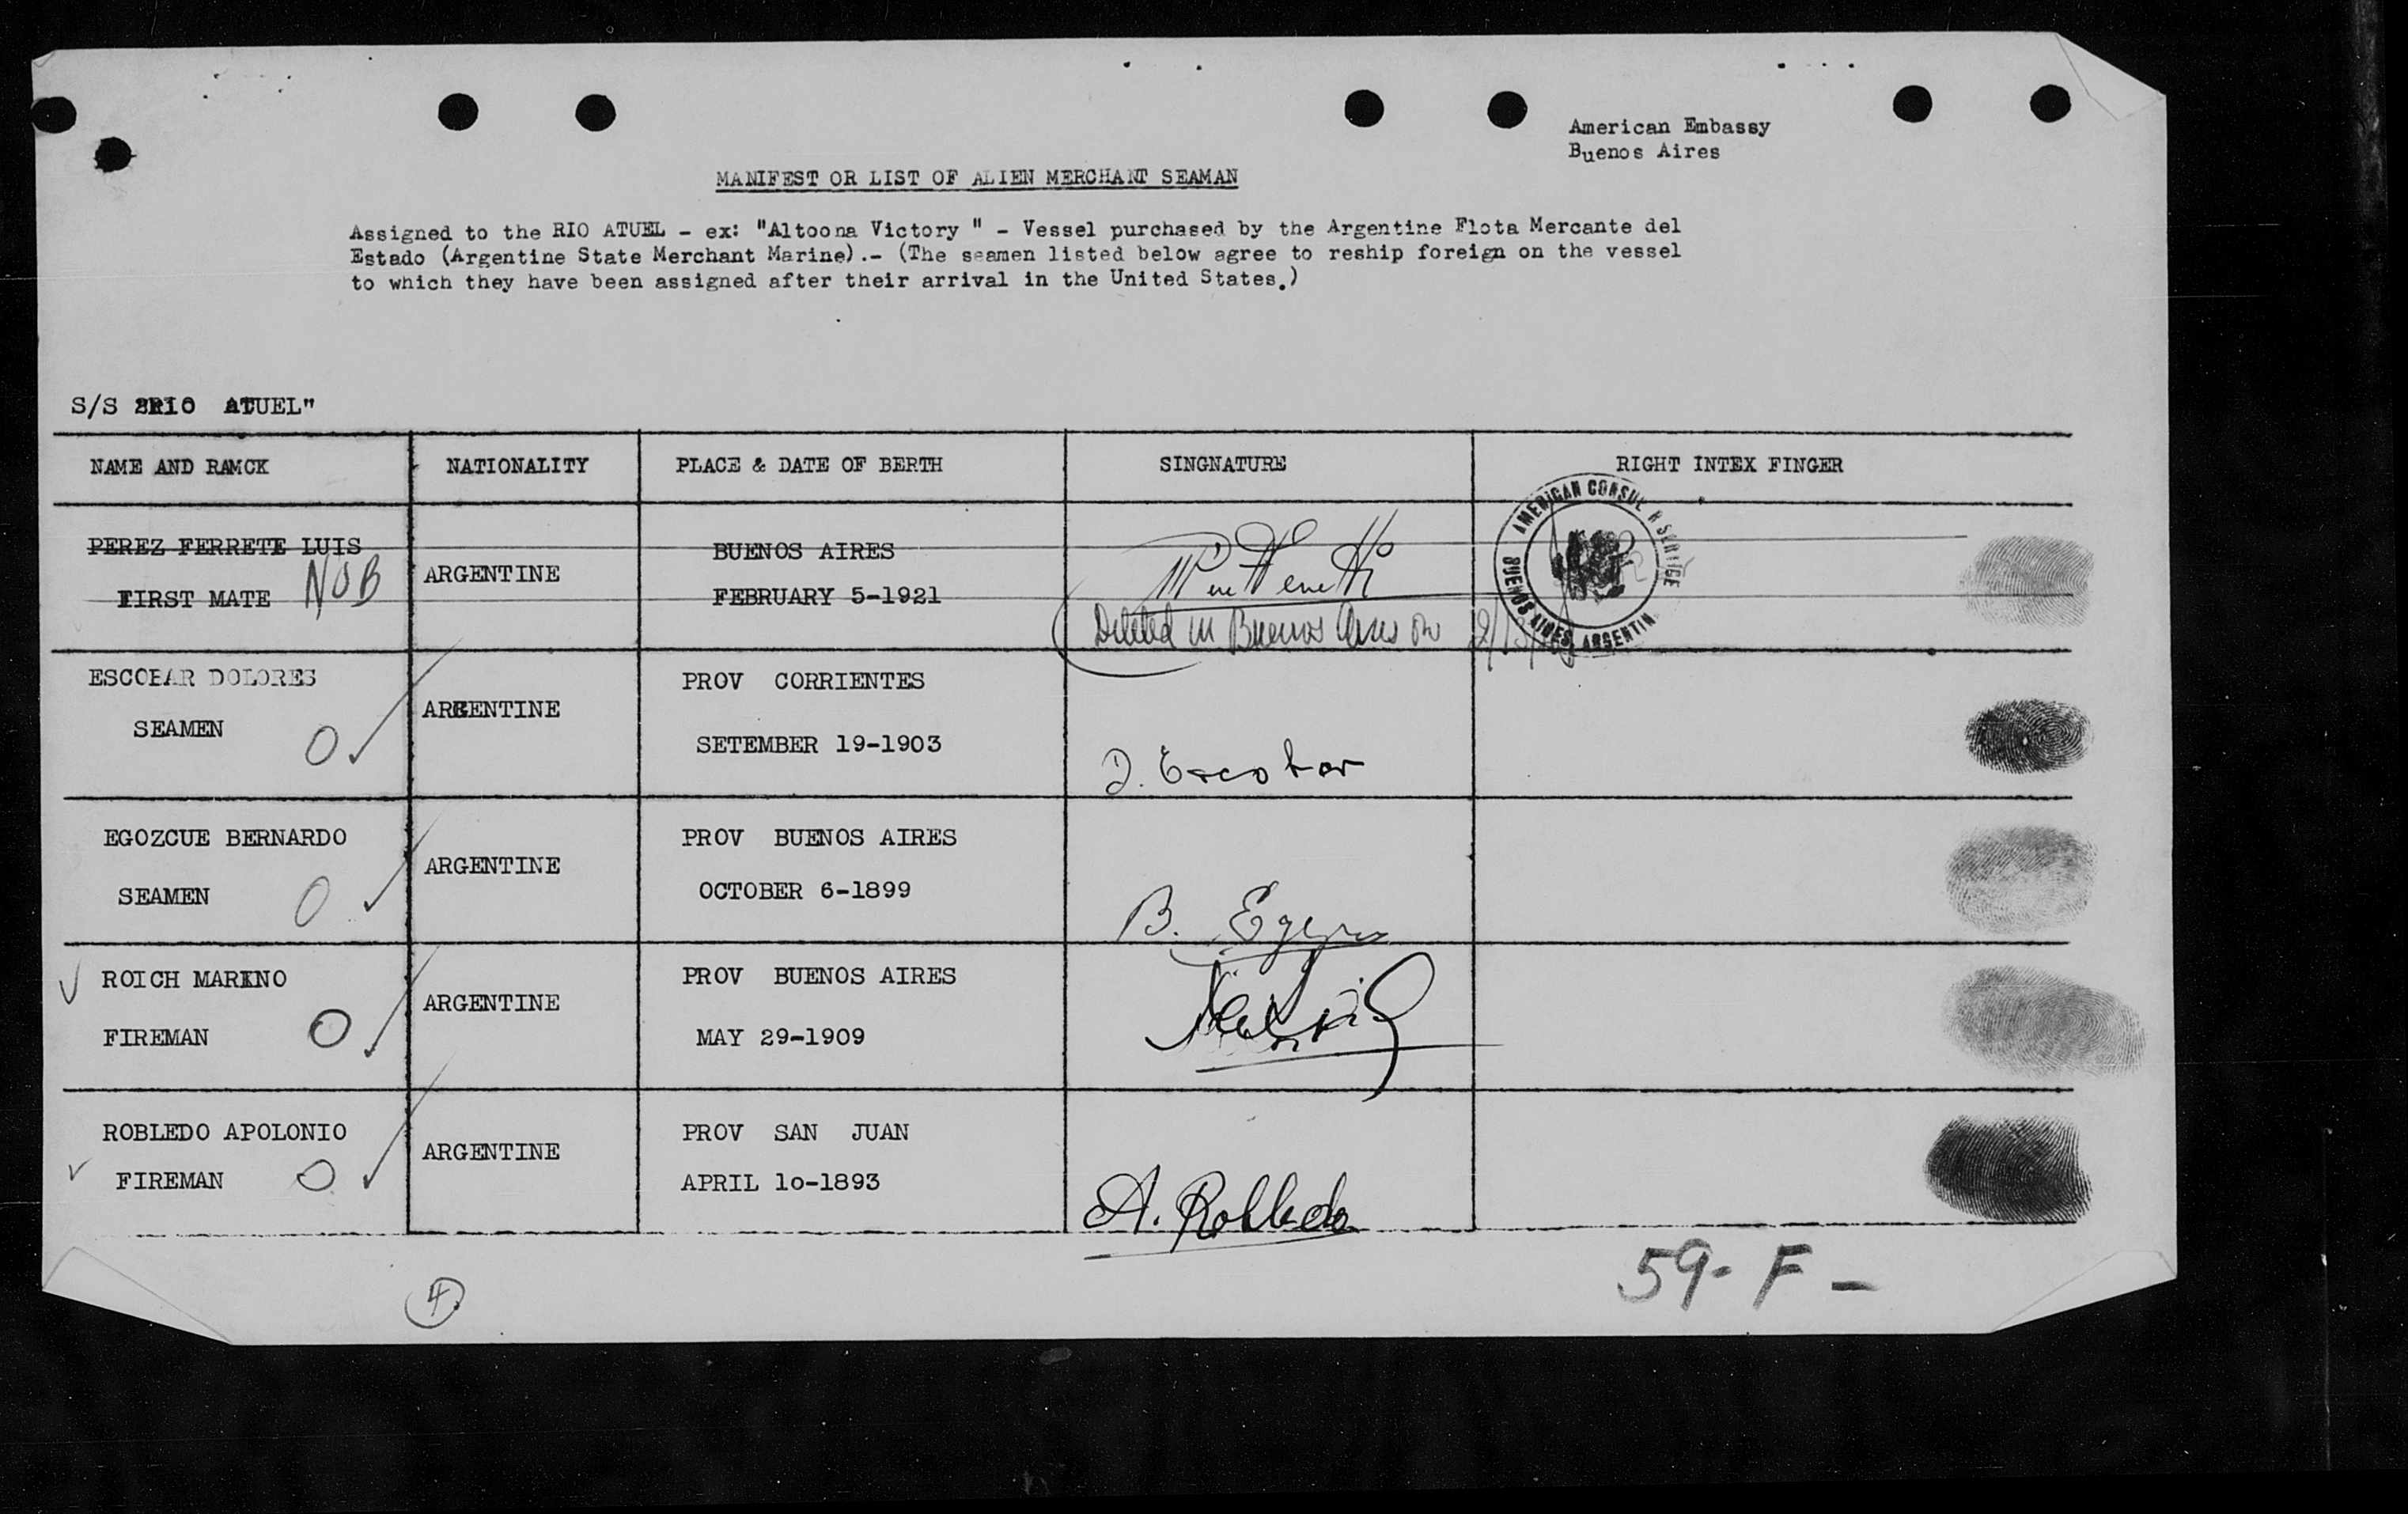 American Embassy
Buenos Aires
MANIFEST OR LIST OF ALIEN MERCHANT SEAMAN
Assigned to the RIO ATUEL - ex: "Altoona Victory " - Vessel purchased by the Argentine Flota Mercante del
Estado (Argentine State Merchant Marine).- (The seamen listed below agree to reship foreign on the vessel
to which they have been assigned after their arrival in the United States.)
S/S RIO ATUEL"
NAME AND RAMCK NATIONALITY PLACE & DATE OF BERTH SINGNATURE RIGHT INTEX FINGER
PEREZ FERRETE LUIS
FIRST MATE NOB
ARGENTINE
BUENOS AIRES
FEBRUARY 5-1921
Deleted in Buenos Aires on
AMERICAN CONSUL R SERVICE
BUENOS AIRES, ARGENTIN
ESCOBAR DOLORES
SEAMEN O
ARGENTINE
PROV CORRIENTES
SETEMBER 19-1903
D. Escobar
EGOZCUE BERNARDO
SEAMEN O
ARGENTINE
PROV BUENOS AIRES
OCTOBER 6-1899
B.
ROICH MARINO
FIREMAN O
ARGENTINE
PROV BUENOS AIRES
MAY 29-1909
ROBLEDO APOLONIO
FIREMAN O
ARGENTINE
PROV SAN JUAN
APRIL 1o-1893
A. Robledo
4
59- F -